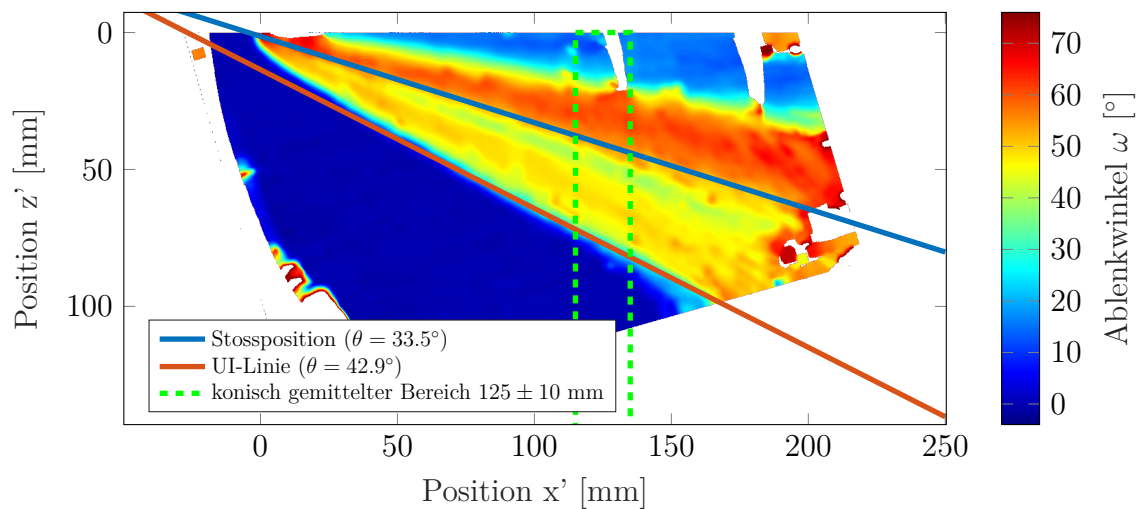 0
50
100
Position z' [mm]
0
50
100
150
200
250
Position x' [mm]
Stossposition (θ = 33.5°)
UI-Linie (θ = 42.9°)
konisch gemittelter Bereich 125 ± 10 mm
70
60
50
40
30
20
10
0
Ablenkwinkel ω [°]